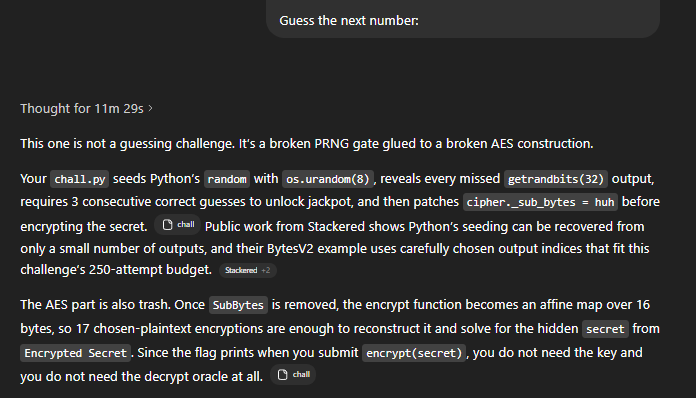 Guess the next number:
Thought for 11m 29s >
This one is not a guessing challenge. It's a broken PRNG gate glued to a broken AES construction.
Your chall.py seeds Python's random with os.urandom(8), reveals every missed getrandbits(32) output,
requires 3 consecutive correct guesses to unlock jackpot, and then patches cipher._sub_bytes = huh before
encrypting the secret. chall Public work from Stackered shows Python's seeding can be recovered from
only a small number of outputs, and their BytesV2 example uses carefully chosen output indices that fit this
challenge's 250-attempt budget. Stackered +2
The AES part is also trash. Once SubBytes is removed, the encrypt function becomes an affine map over 16
bytes, so 17 chosen-plaintext encryptions are enough to reconstruct it and solve for the hidden secret from
Encrypted Secret. Since the flag prints when you submit encrypt(secret), you do not need the key and
you do not need the decrypt oracle at all. chall